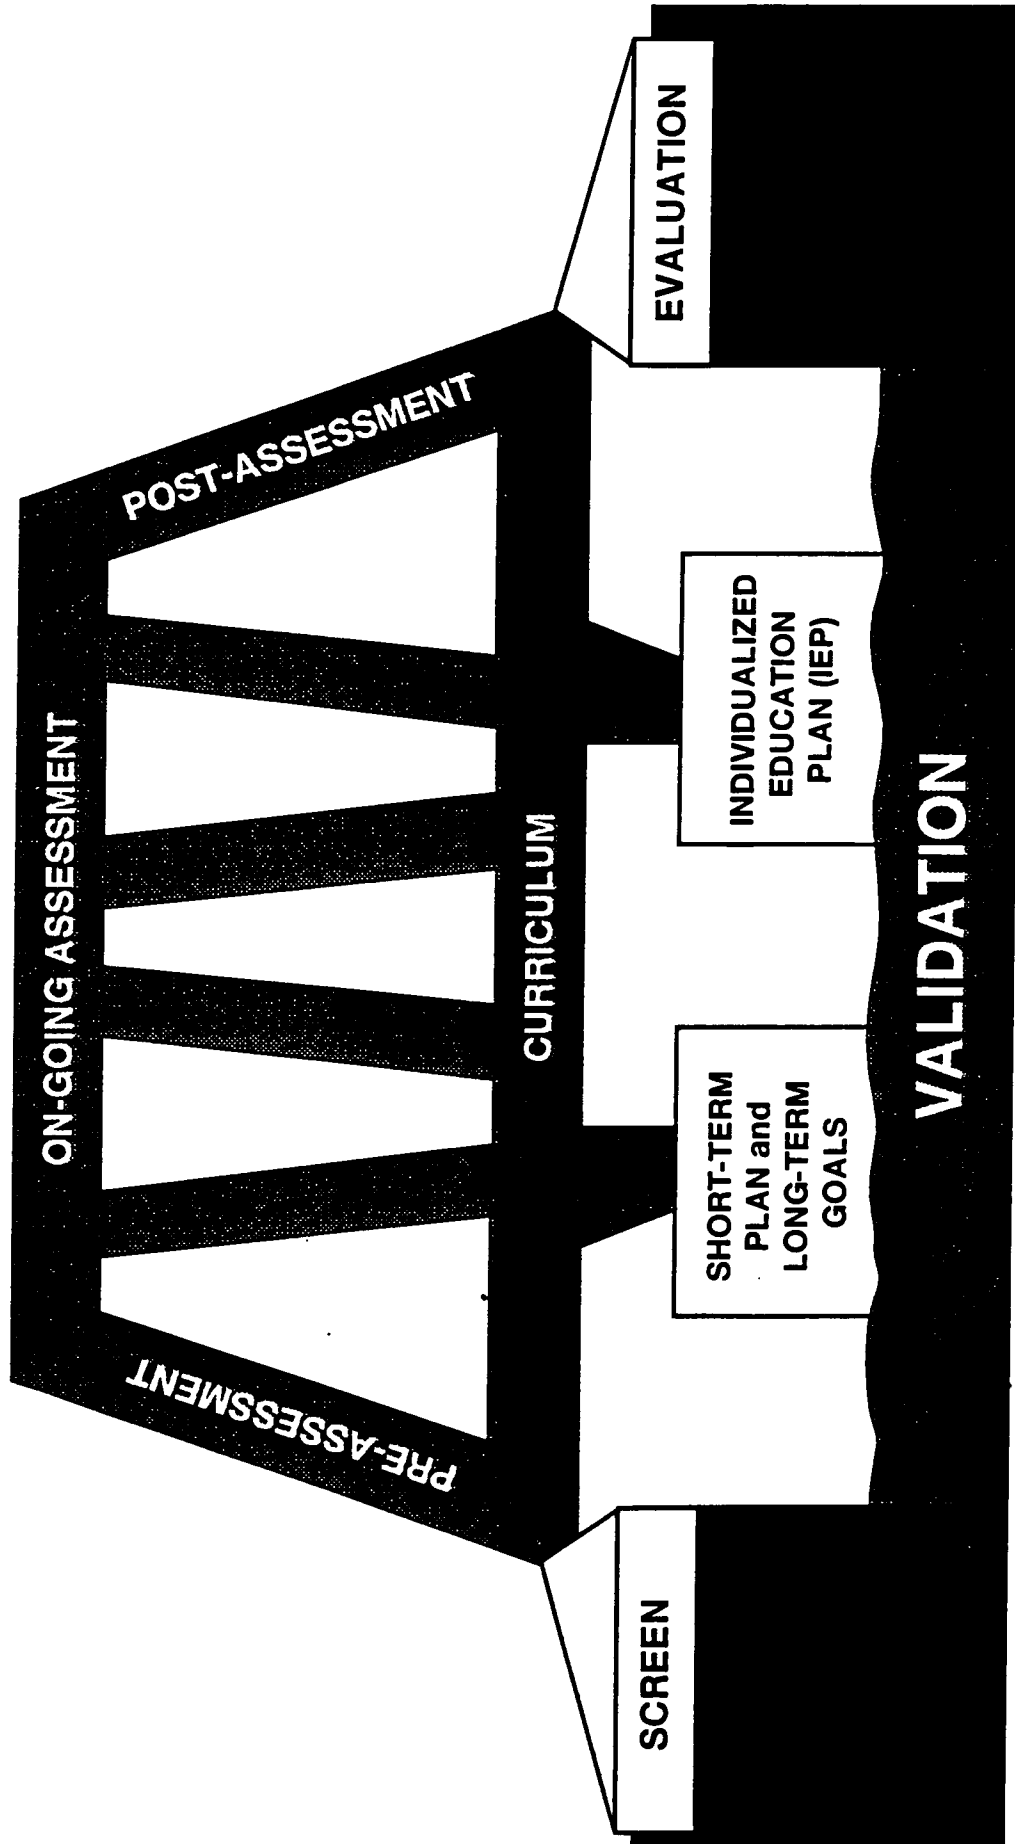 ON-GOING ASSESSMENT
PRE-ASSESSMENT
POST-ASSESSMENT
CURRICULUM
SCREEN
EVALUATION
SHORT-TERM
PLAN and
LONG-TERM
GOALS
INDIVIDUALIZED
EDUCATION
PLAN (IEP)
VALIDATION